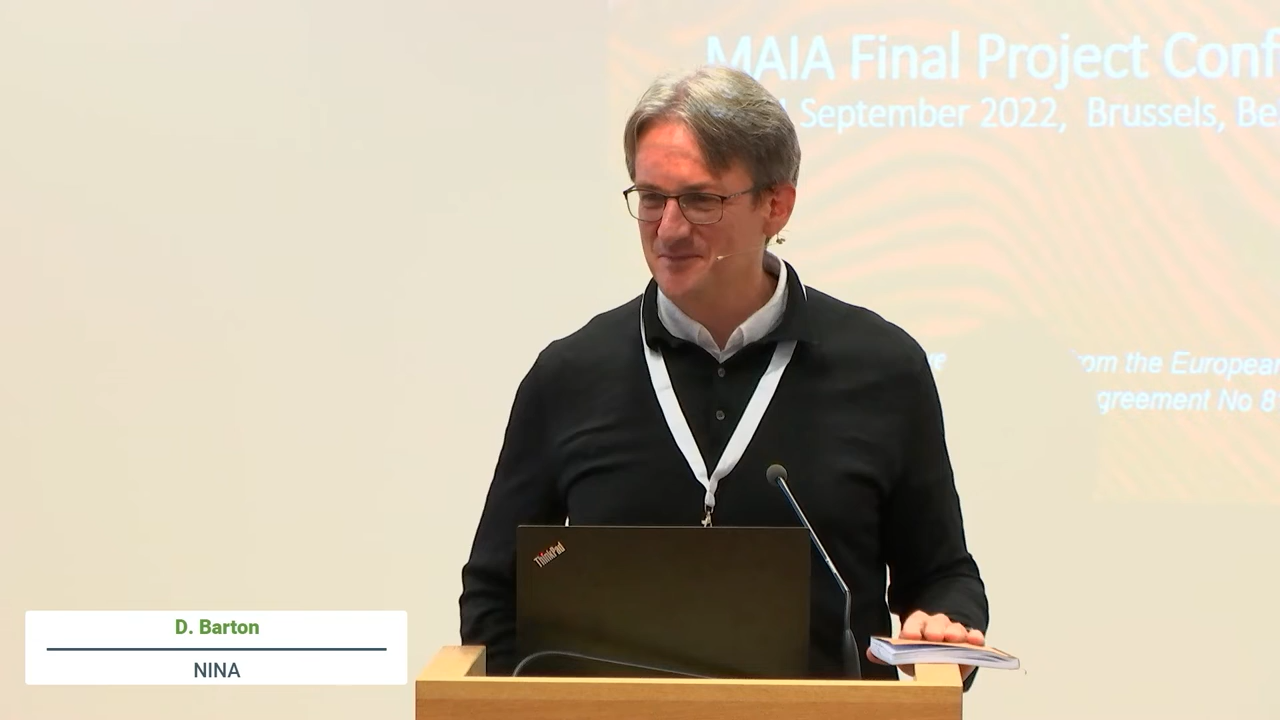 MAIA Final Project Conf
September 2022, Brussels, Be
om the European
greement No 8
ThinkPad
D. Barton
NINA